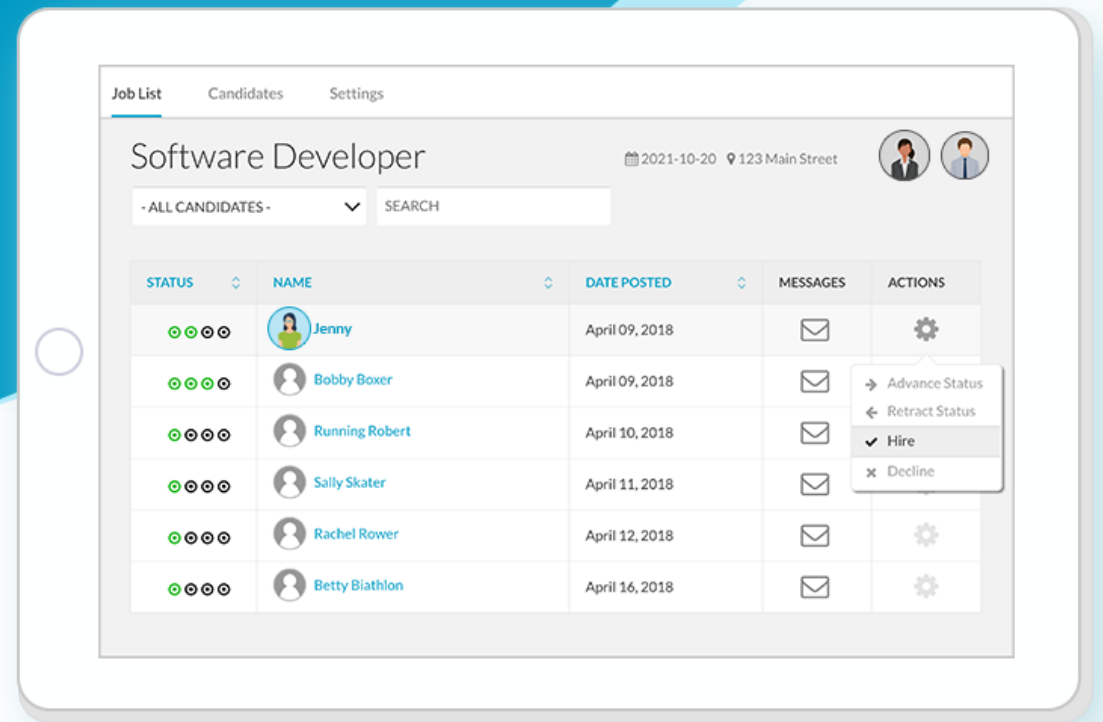 Job List Candidates Settings
Software Developer 2021-10-20 123 Main Street
- ALL CANDIDATES - SEARCH
STATUS NAME DATE POSTED MESSAGES ACTIONS
Jenny April 09, 2018
Bobby Boxer April 09, 2018
Advance Status
Retract Status
Running Robert April 10, 2018
Hire
Decline
Sally Skater April 11, 2018
Rachel Rower April 12, 2018
Betty Biathlon April 16, 2018